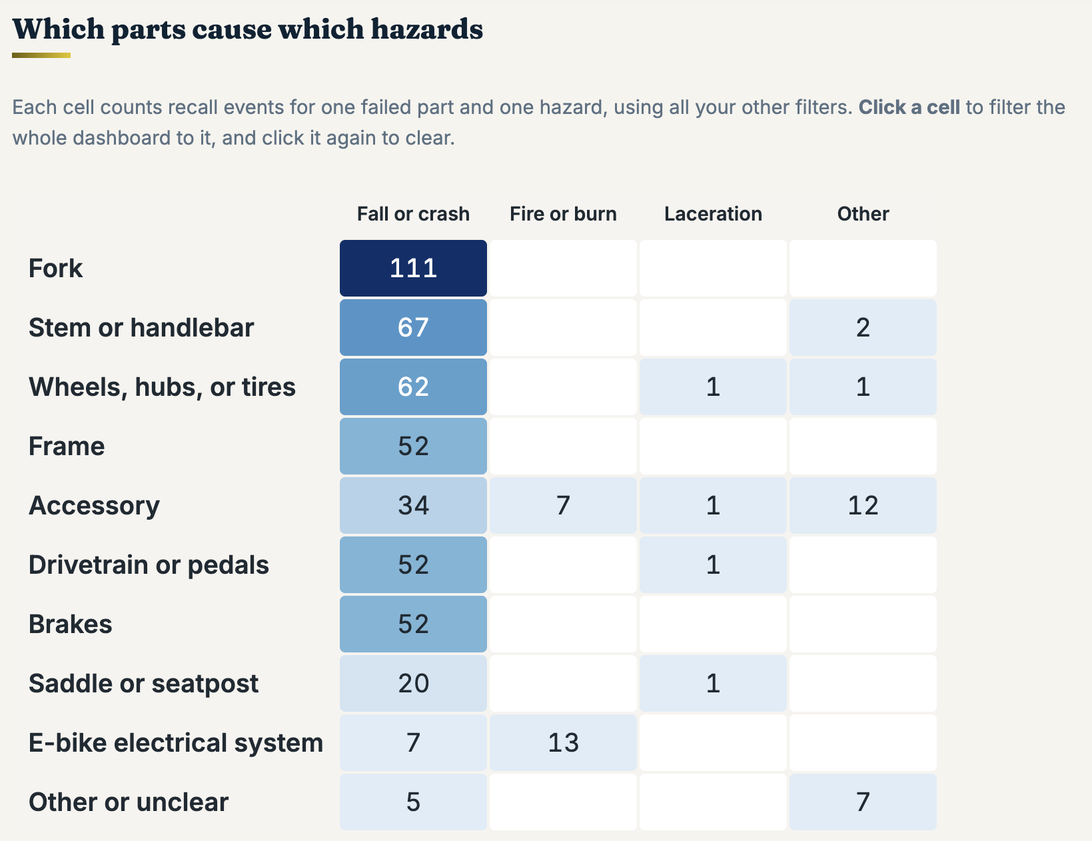 Which parts cause which hazards
Each cell counts recall events for one failed part and one hazard, using all your other filters. Click a cell to filter the
whole dashboard to it, and click it again to clear.
Fall or crash Fire or burn Laceration Other
Fork 111
Stem or handlebar 67 2
Wheels, hubs, or tires 62 1 1
Frame 52
Accessory 34 7 1 12
Drivetrain or pedals 52 1
Brakes 52
Saddle or seatpost 20 1
E-bike electrical system 7 13
Other or unclear 5 7